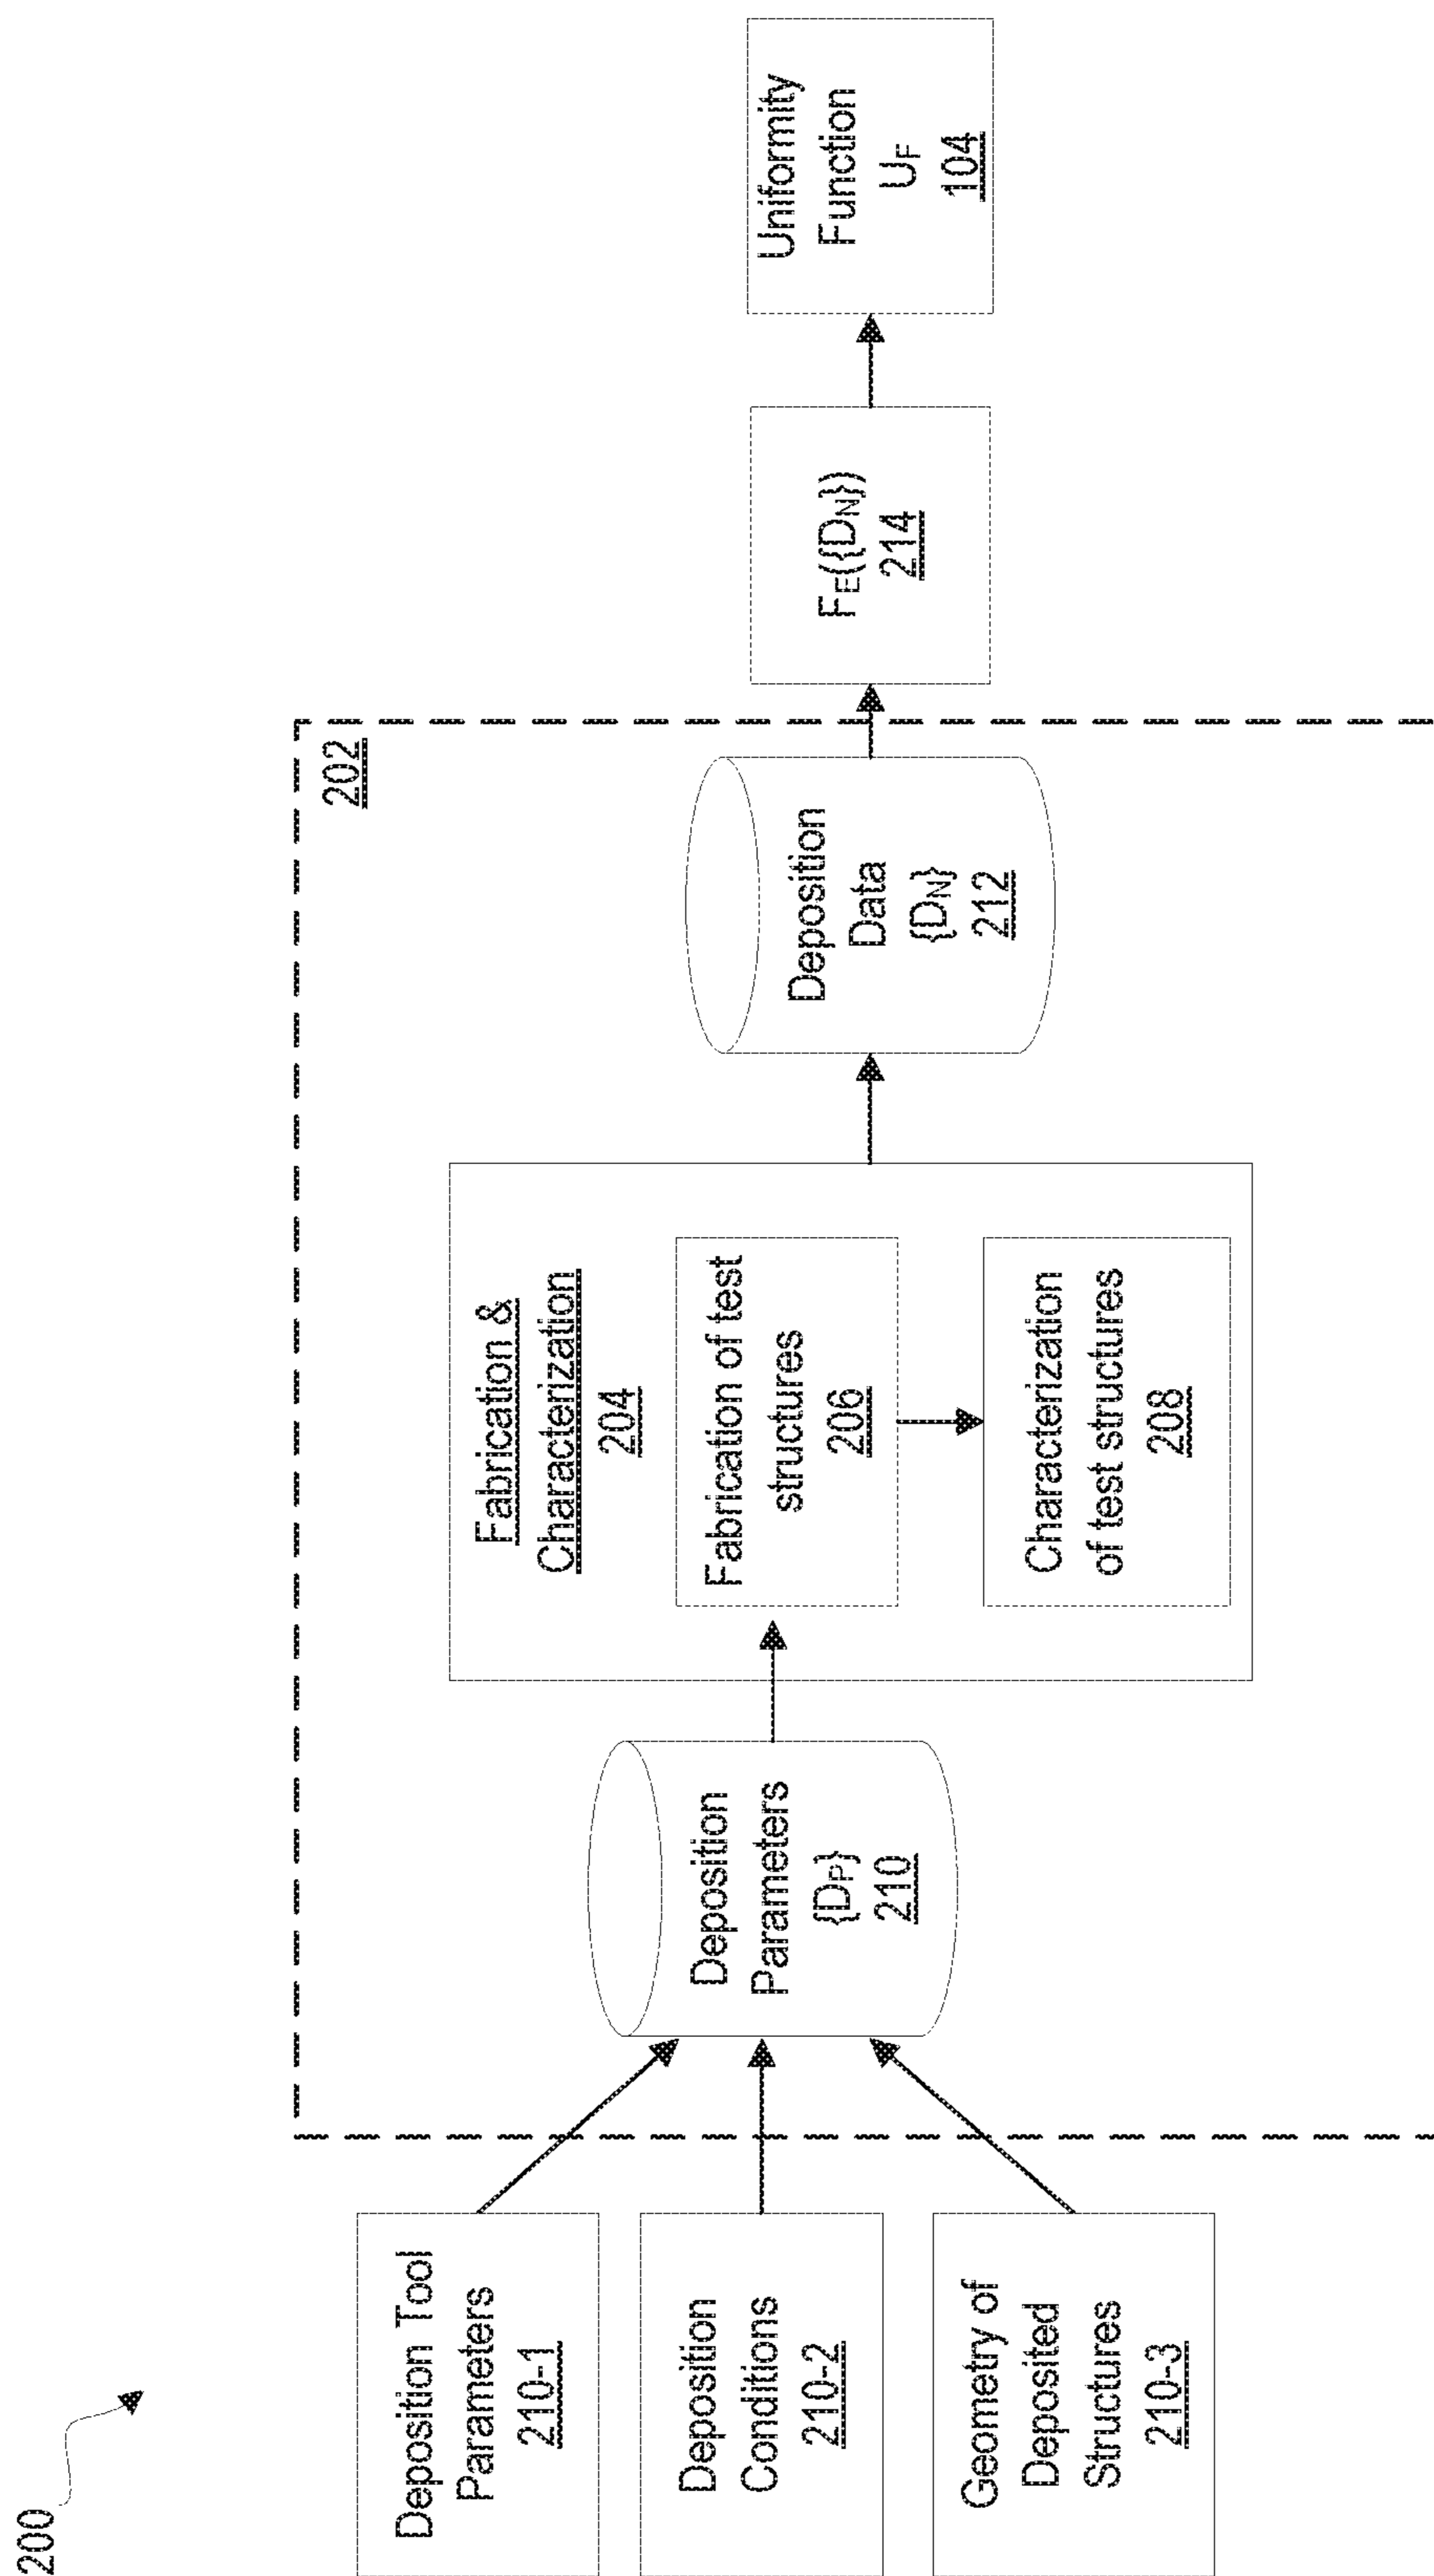 200
Deposition Tool
Parameters
210-1
Deposition
Conditions
210-2
Geometry of
Deposited
Structures
210-3
202
Deposition
Parameters
{DP}
210
Fabrication &
Characterization
204
Fabrication of test
structures
206
Characterization
of test structures
208
Deposition
Data
{DN}
212
FE({DN})
214
Uniformity
Function
UF
104